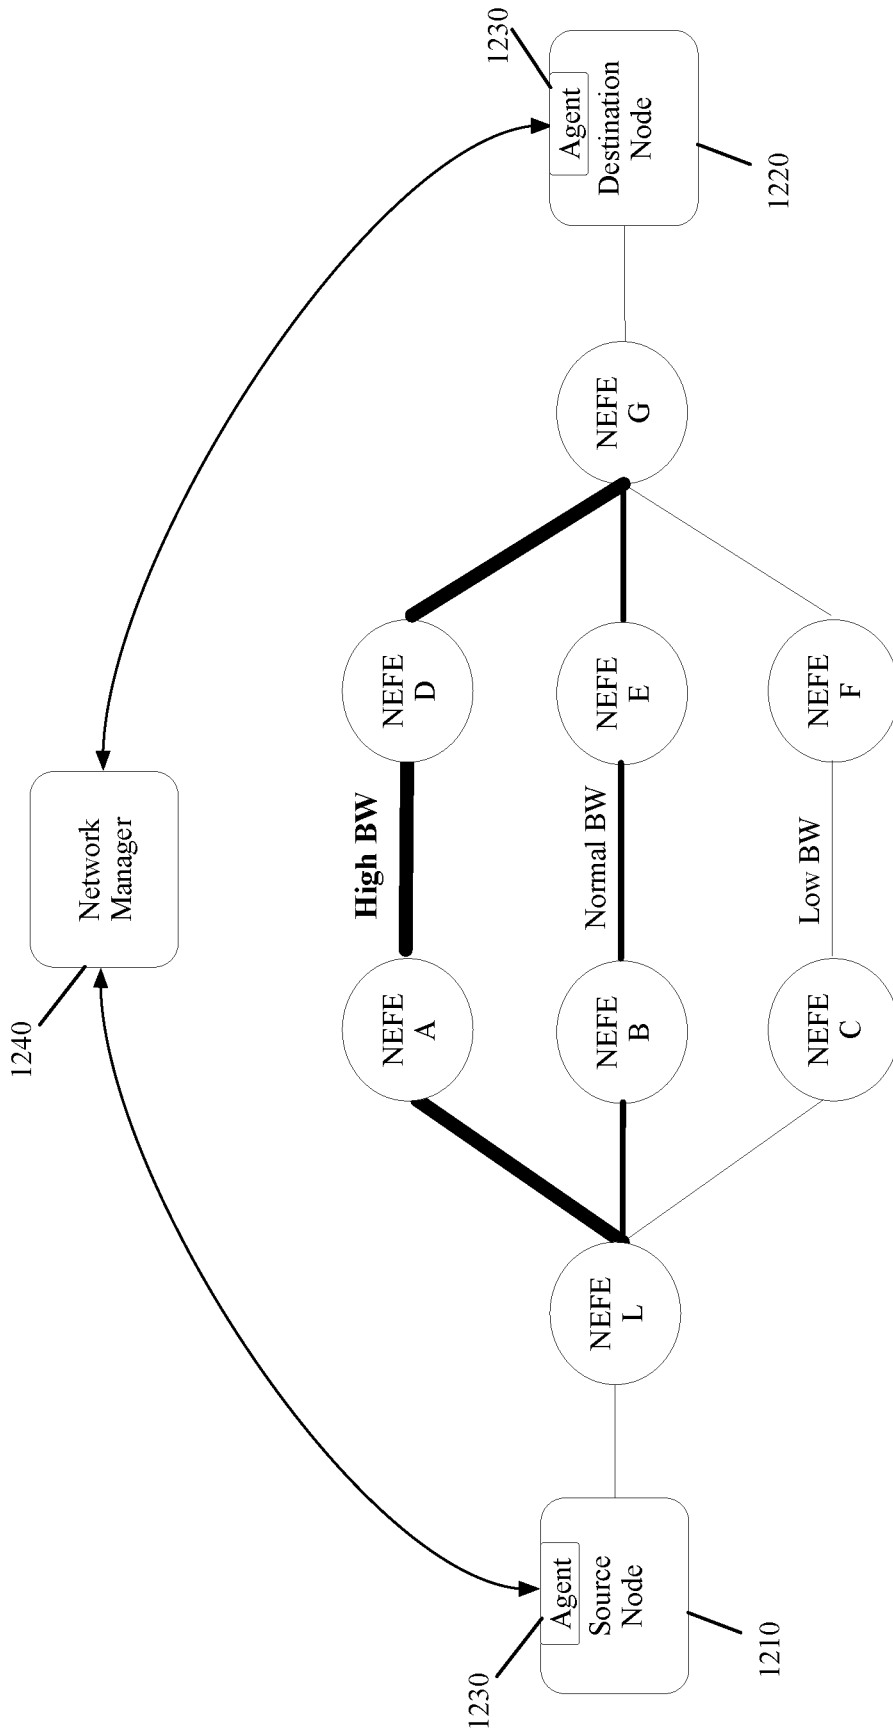 1240
Network
Manager
1230
Agent
Source
Node
1210
NEFE
L
NEFE
A
High BW
NEFE
D
NEFE
B
Normal BW
NEFE
E
NEFE
C
Low BW
NEFE
F
NEFE
G
1230
Agent
Destination
Node
1220